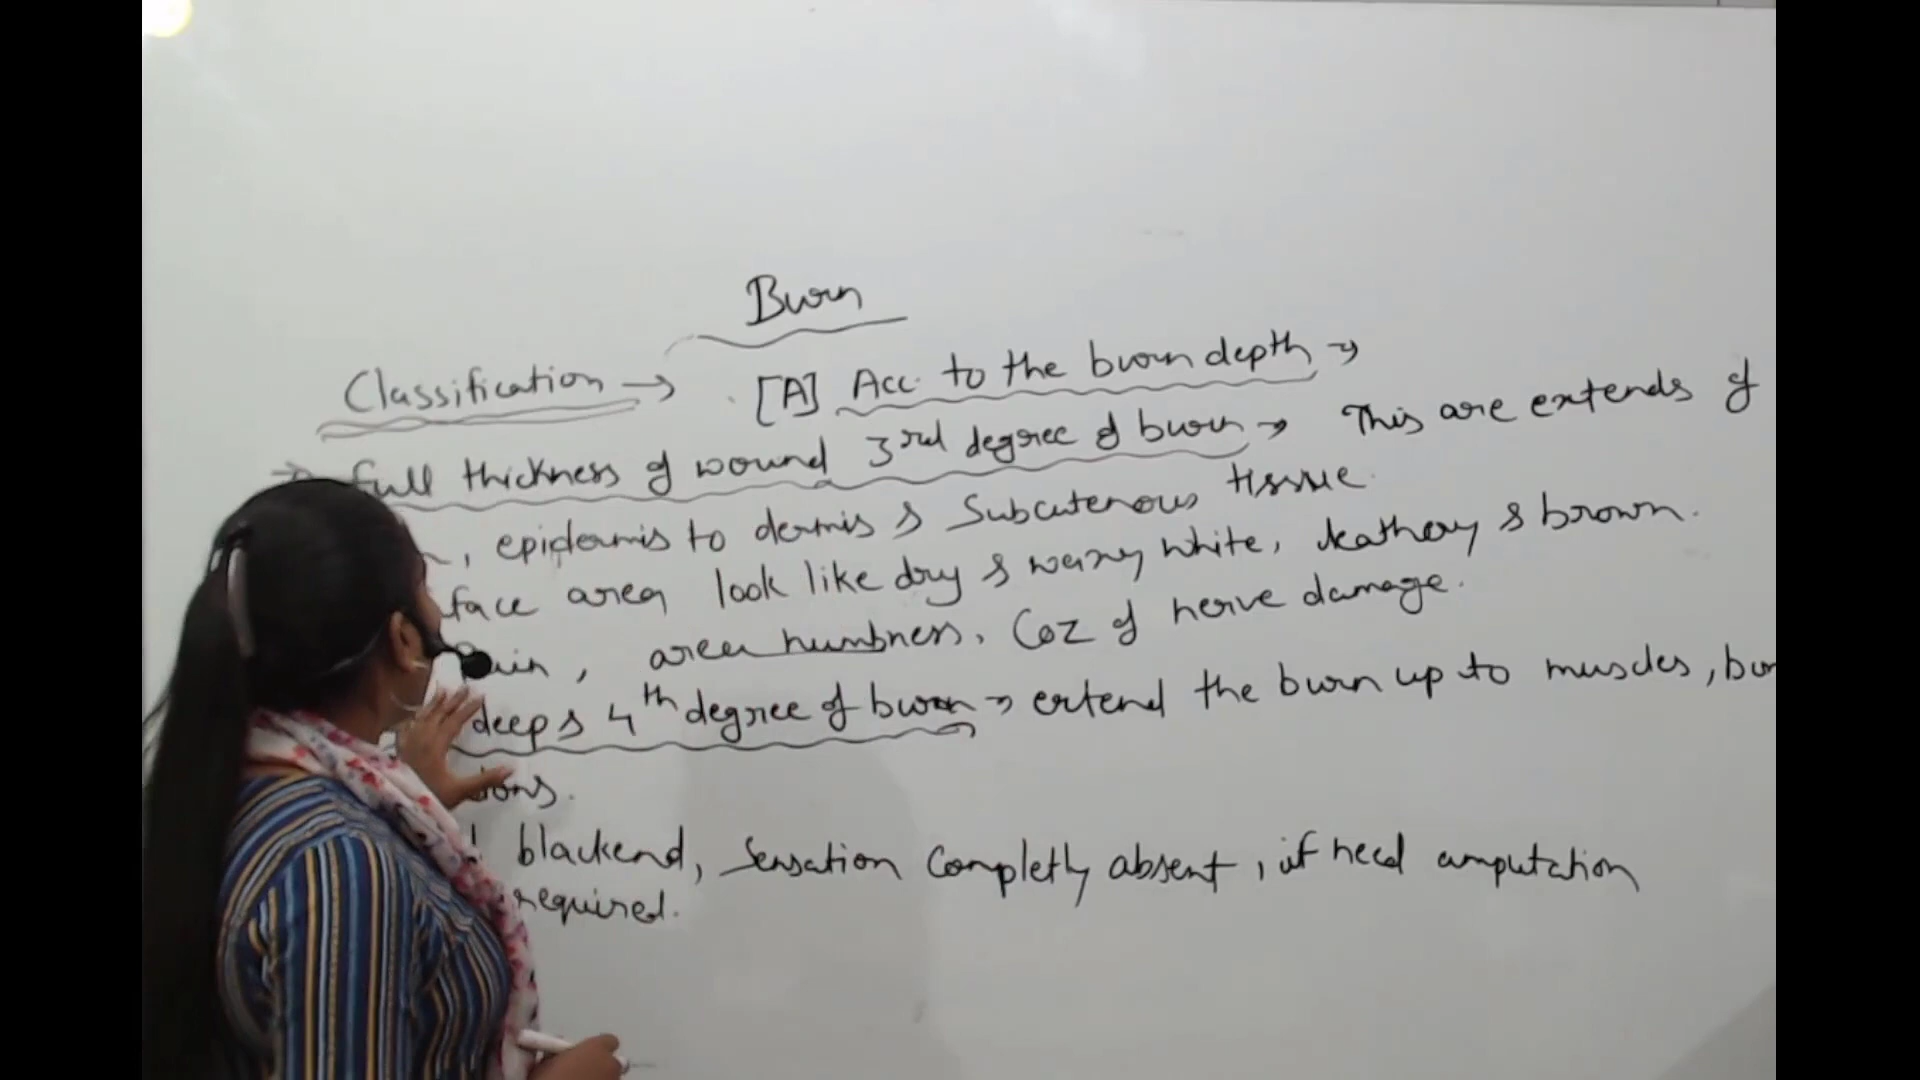 Burn
Classification → [A] Acc. to the burn depth →
→ full thickness of wound 3rd degree of burn → This are extends of
, epidermis to dermis & Subcutenous tissue.
face area look like dry & waxy white, leathery & brown.
Pain, area numbness. Coz of nerve damage.
deep & 4th degree of burn → extend the burn up to muscles,
blackend, Sensation Completly absent, if need amputation
required.